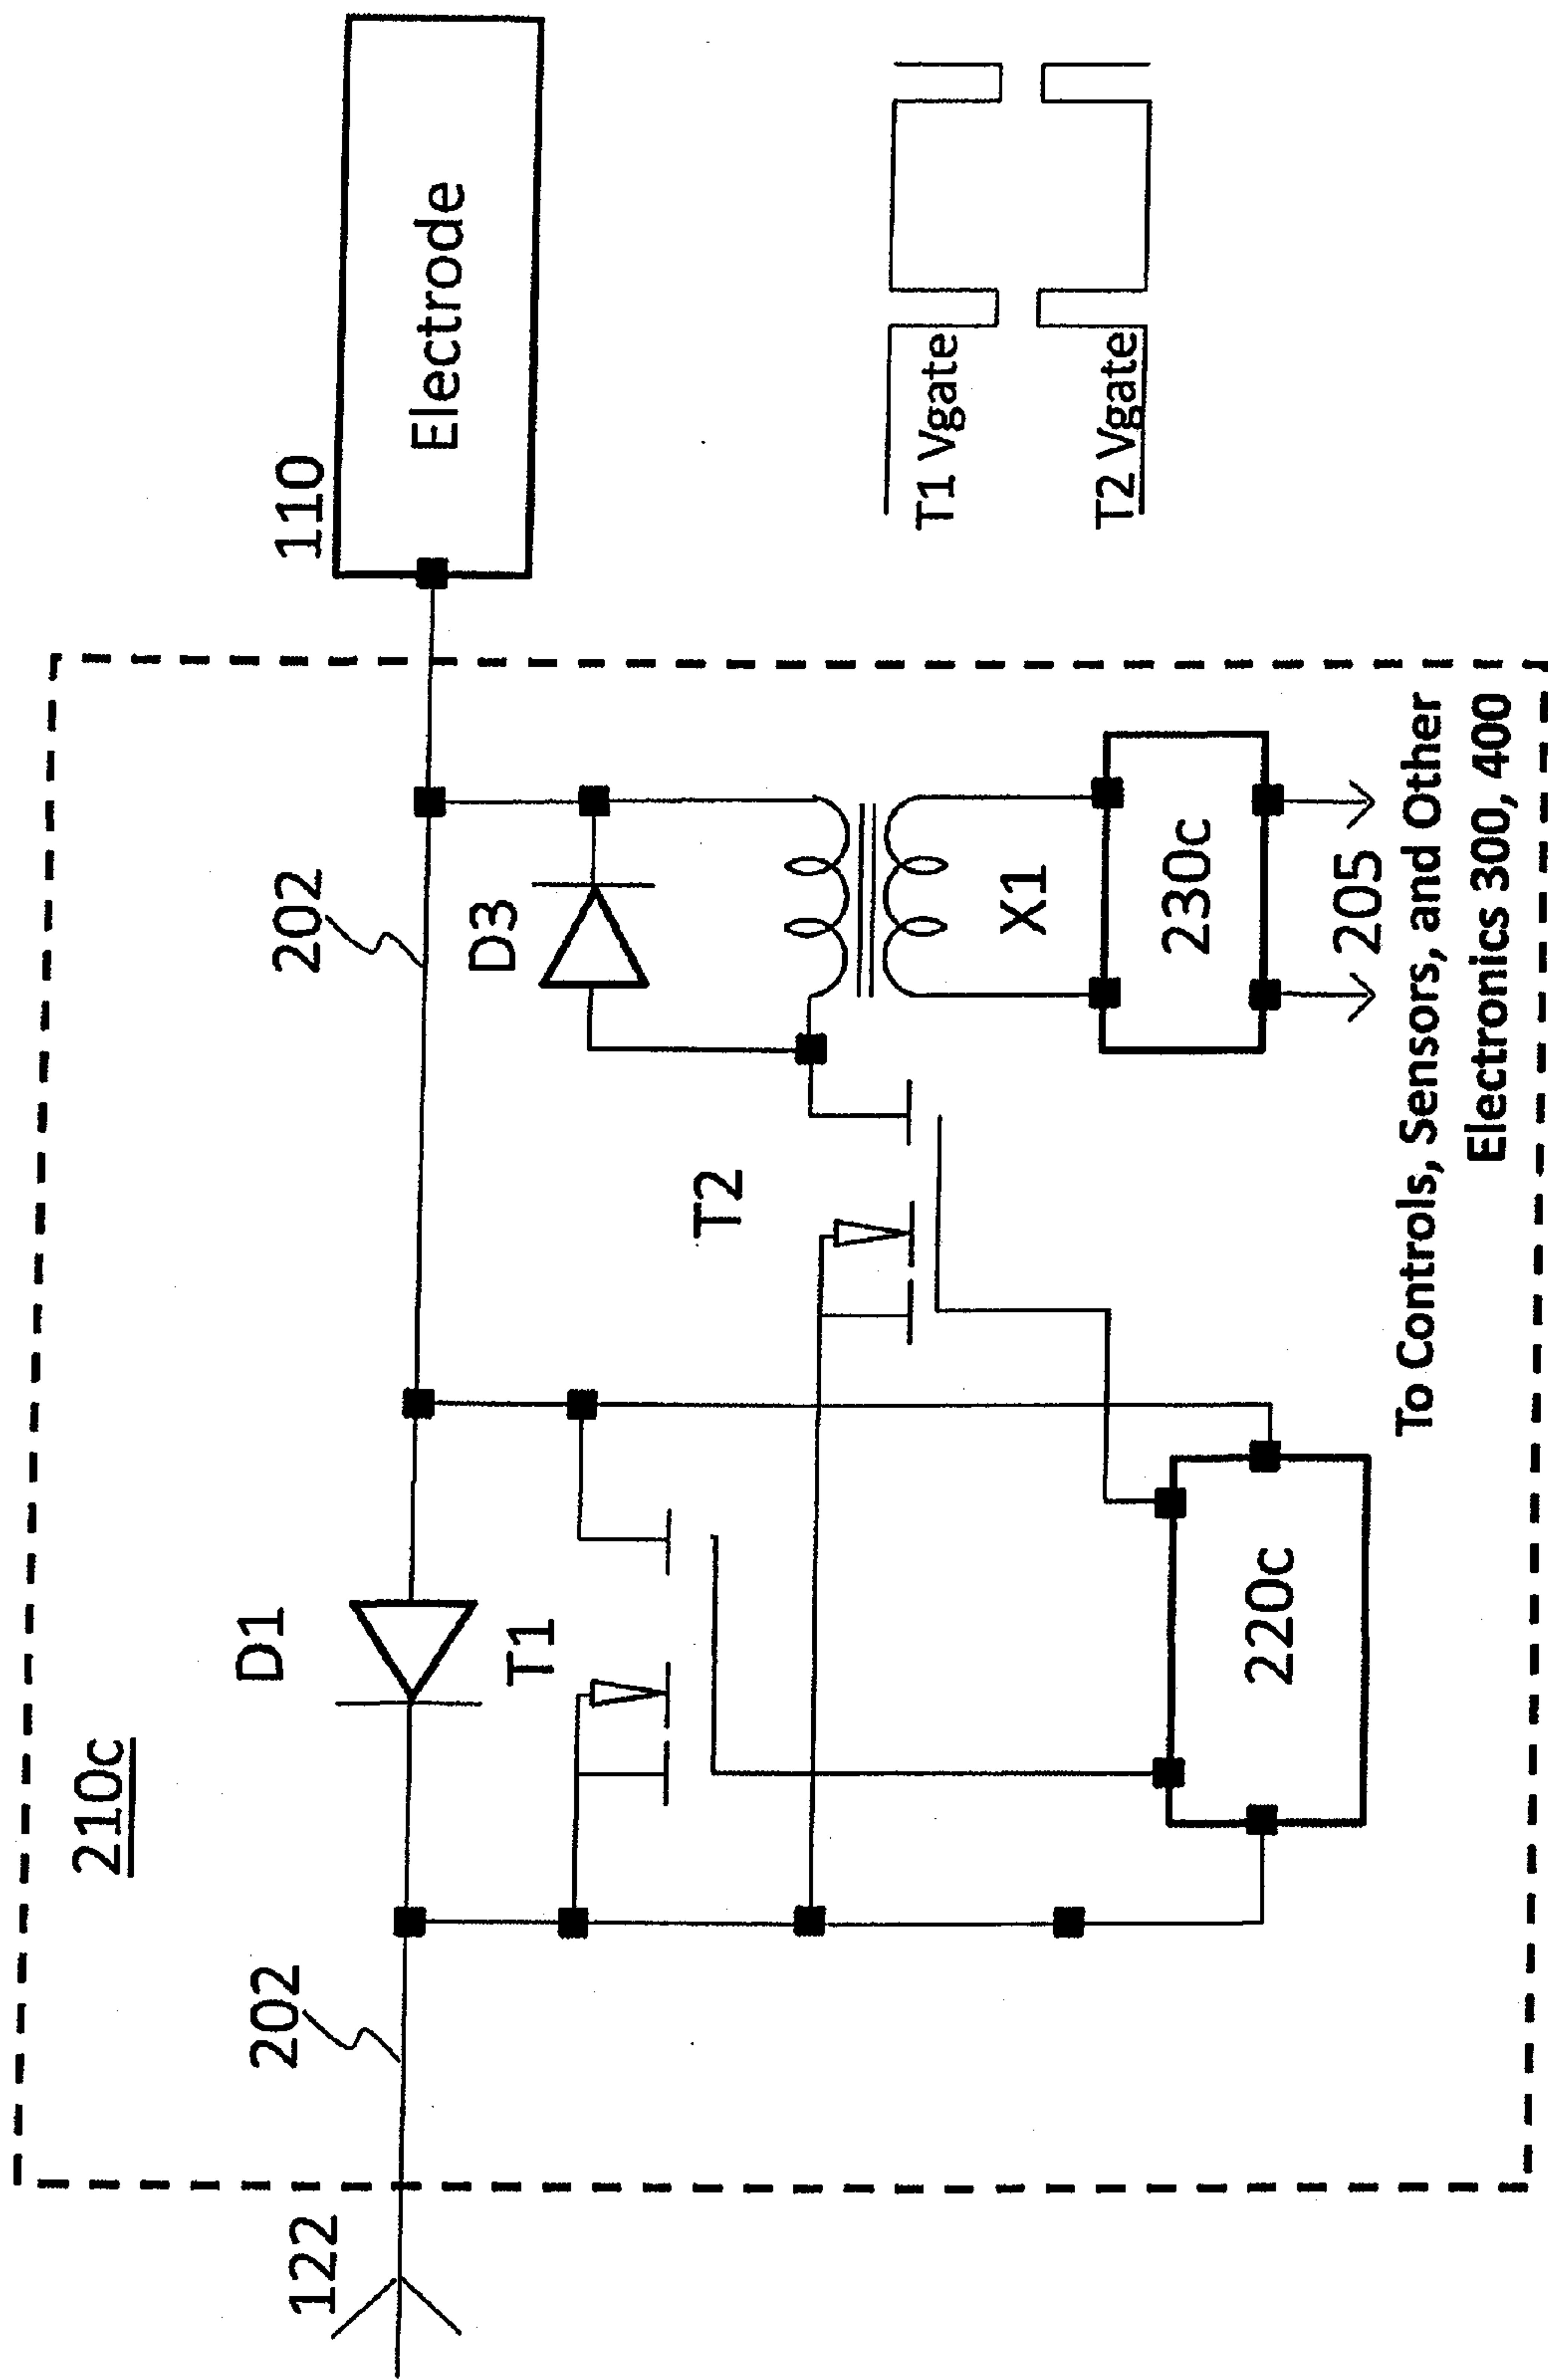 210c
122
202
D1
202
110
Electrode
T1
D3
T2
X1
220c
230c
205
To Controls, Sensors, and Other
Electronics 300, 400
T1 Vgate
T2 Vgate